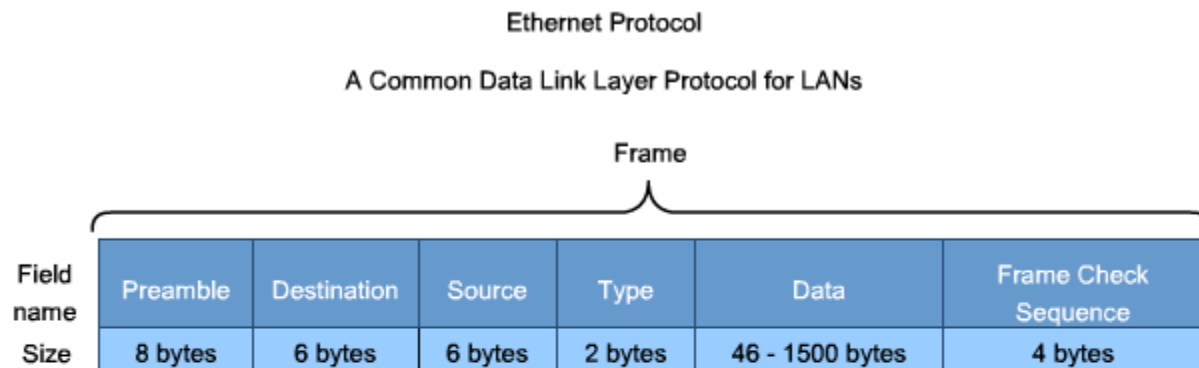 Ethernet Protocol
A Common Data Link Layer Protocol for LANs
Frame
Field name Preamble Destination Source Type Data Frame Check Sequence
Size 8 bytes 6 bytes 6 bytes 2 bytes 46 - 1500 bytes 4 bytes